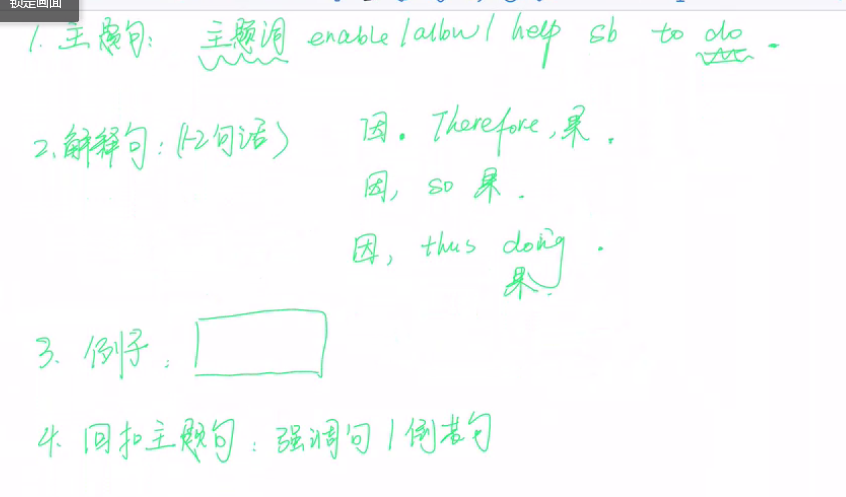 锁定画面
1. 主题句: 主题词 enable / allow / help sb to do .
2. 解释句: (1-2句话) 因. Therefore, 果.
因, so 果.
因, thus doing .
果.
3. 例子:
4. 回扣主题句: 强调句 / 倒装句